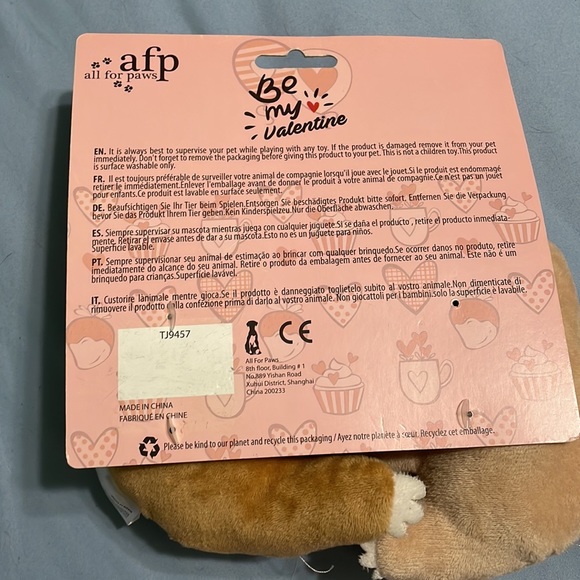 afp
all for paws
Be
my
Valentine
EN. It is always best to supervise your pet while playing with any toy. If the product is damaged remove it from your pet
immediately. Don't forget to remove the packaging before giving this product to your pet. This is not a children toy.This product
is surface washable only.
FR. Il est toujours préférable de surveiller votre animal de compagnie lorsqu'il joue avec le jouet.Si le produit est endommagé
retirer le immédiatement.Enlever l'emballage avant de donner le produit à votre animal de compagnie.Ce n'est pas un jouet
pour enfants.Ce produit est lavable en surface seulement.
DE. Beaufsichtigen Sie Ihr Tier beim Spielen.Entsorgen Sie beschädigtes Produkt bitte sofort. Entfernen Sie die Verpackung
bevor Sie das Produkt Ihrem Tier geben.Kein Kinderspielzeu.Nur die Oberfläche abwaschen.
ES. Siempre supervisar su mascota mientras juega con cualquier juguete.Si se daña el producto , retire el producto inmediata-
mente. Retirar el envase antes de dar a su mascota.Esto no es un juguete para niños.
Superficie lavable.
PT. Sempre supervisionar seu animal de estimação ao brincar com qualquer brinquedo.Se ocorrer danos no produto, retire
imediatamente do alcance do seu animal. Retire o produto da embalagem antes de fornecer ao seu animal. Este não é um
brinquedo para crianças.Superfície lavável.
IT. Custorire lanimale mentre gioca.Se il prodotto è danneggiato toglietelo subito al vostro animale.Non dimenticate di
rimuovere il prodotto dalla confezione prima di darlo al vostro animale. Non giocattoli per i bambini.Solo la superficie è lavabile.
TJ9457
CE
All For Paws
8th floor, Building # 1
No.889 Yishan Road
Xuhui District, Shanghai
China 200233
MADE IN CHINA
FABRIQUÉ EN CHINE
Please be kind to our planet and recycle this packaging / Ayez notre planète à cœur. Recyclez cet emballage.